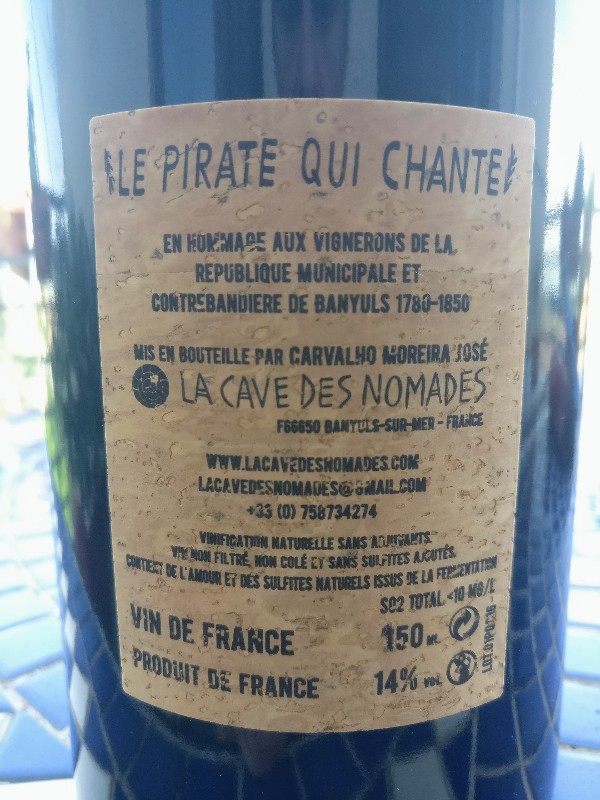 LE PIRATE QUI CHANTE
EN HOMMAGE AUX VIGNERONS DE LA
REPUBLIQUE MUNICIPALE ET
CONTREBANDIERE DE BANYULS 1780-1850
MIS EN BOUTEILLE PAR CARVALHO MOREIRA JOSÉ
LA CAVE DES NOMADES
F66650 BANYULS-SUR-MER - FRANCE
WWW.LACAVEDESNOMADES.COM
LACAVEDESNOMADES@GMAIL.COM
+33 (0) 758734274
VINIFICATION NATURELLE SANS ADJUVANTS.
VIN NON FILTRÉ, NON COLÉ ET SANS SULFITES AJOUTÉS.
CONTIENT DE L'AMOUR ET DES SULFITES NATURELS ISSUS DE LA FERMENTATION
SO2 TOTAL <10 MG/L
VIN DE FRANCE 150
PRODUIT DE FRANCE 14% VOL